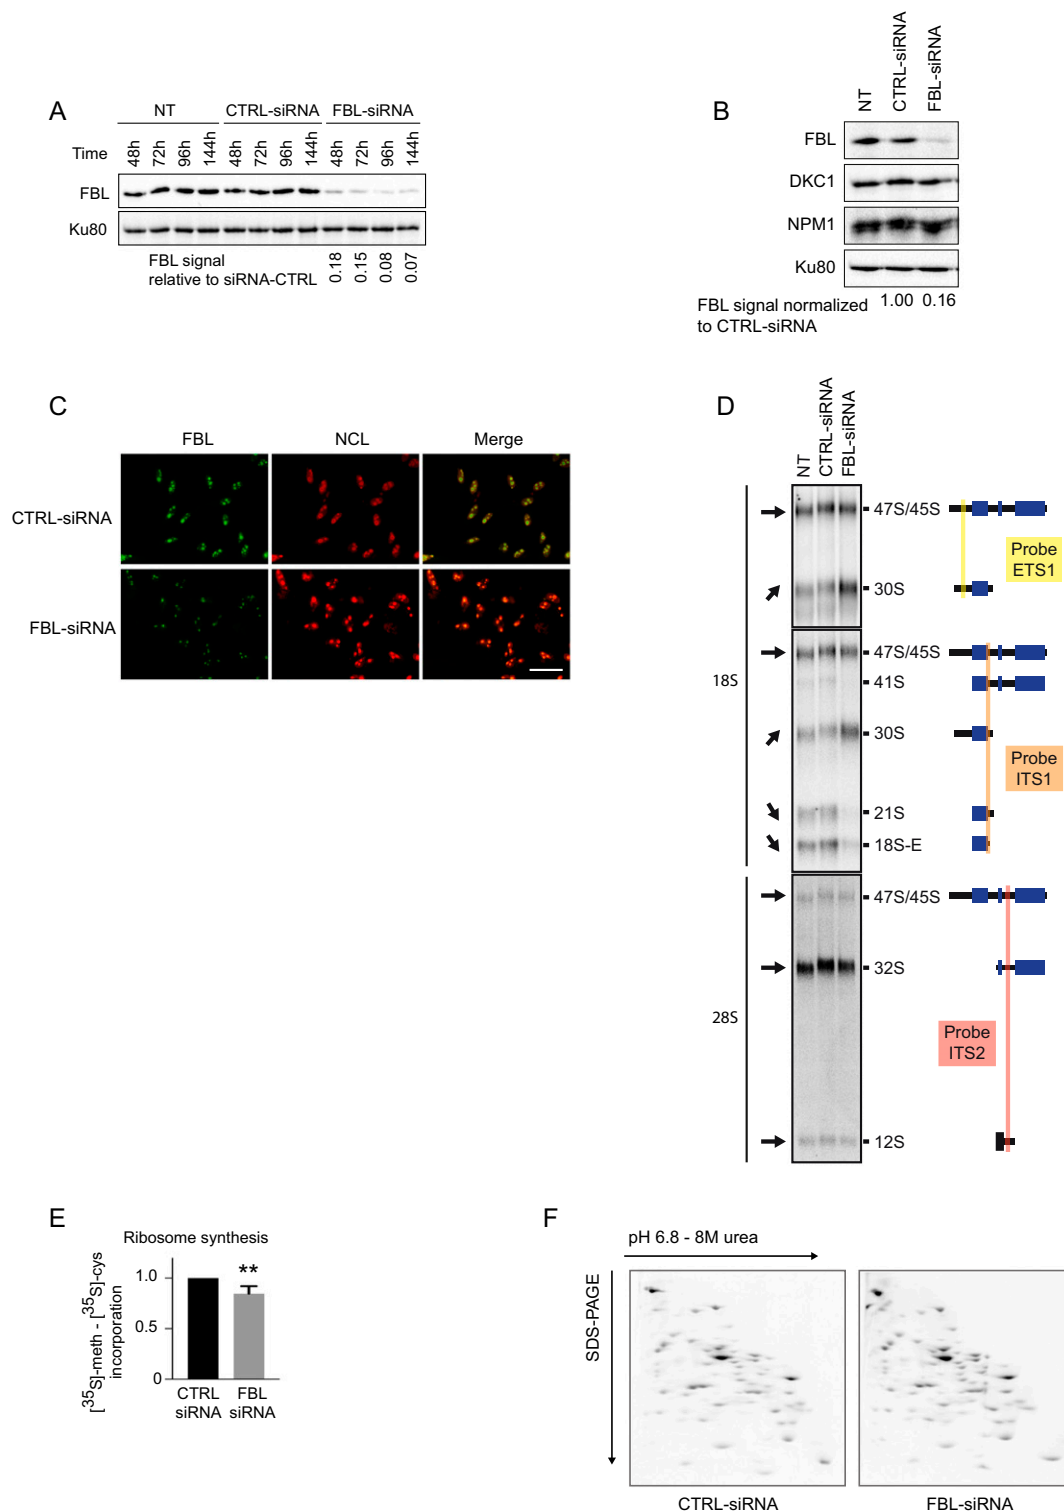 A
NT CTRL-siRNA FBL-siRNA
Time 48h 72h 96h 144h 48h 72h 96h 144h 48h 72h 96h 144h
FBL
Ku80
FBL signal
relative to siRNA-CTRL 0.18 0.15 0.08 0.07
B
NT CTRL-siRNA FBL-siRNA
FBL
DKC1
NPM1
Ku80
FBL signal normalized 1.00 0.16
to CTRL-siRNA
C
FBL NCL Merge
CTRL-siRNA
FBL-siRNA
D
NT CTRL-siRNA FBL-siRNA
18S
47S/45S
Probe
ETS1
30S
47S/45S
41S
30S
Probe
ITS1
21S
18S-E
28S
47S/45S
32S
Probe
ITS2
12S
E
Ribosome synthesis
[35S]-meth - [35S]-cys
incorporation
1.0
0.5
0
**
CTRL FBL
siRNA siRNA
F
pH 6.8 - 8M urea
SDS-PAGE
CTRL-siRNA FBL-siRNA